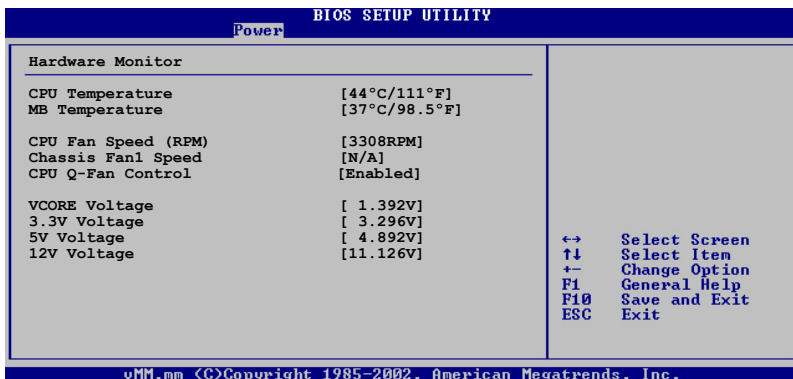 BIOS SETUP UTILITY
Power
Hardware Monitor
CPU Temperature [44°C/111°F]
MB Temperature [37°C/98.5°F]
CPU Fan Speed (RPM) [3308RPM]
Chassis Fan1 Speed [N/A]
CPU Q-Fan Control [Enabled]
VCORE Voltage [ 1.392V]
3.3V Voltage [ 3.296V]
5V Voltage [ 4.892V]
12V Voltage [11.126V]
←→ Select Screen
↑↓ Select Item
+- Change Option
F1 General Help
F10 Save and Exit
ESC Exit
vMM.mm (C)Copyright 1985-2002, American Megatrends, Inc.